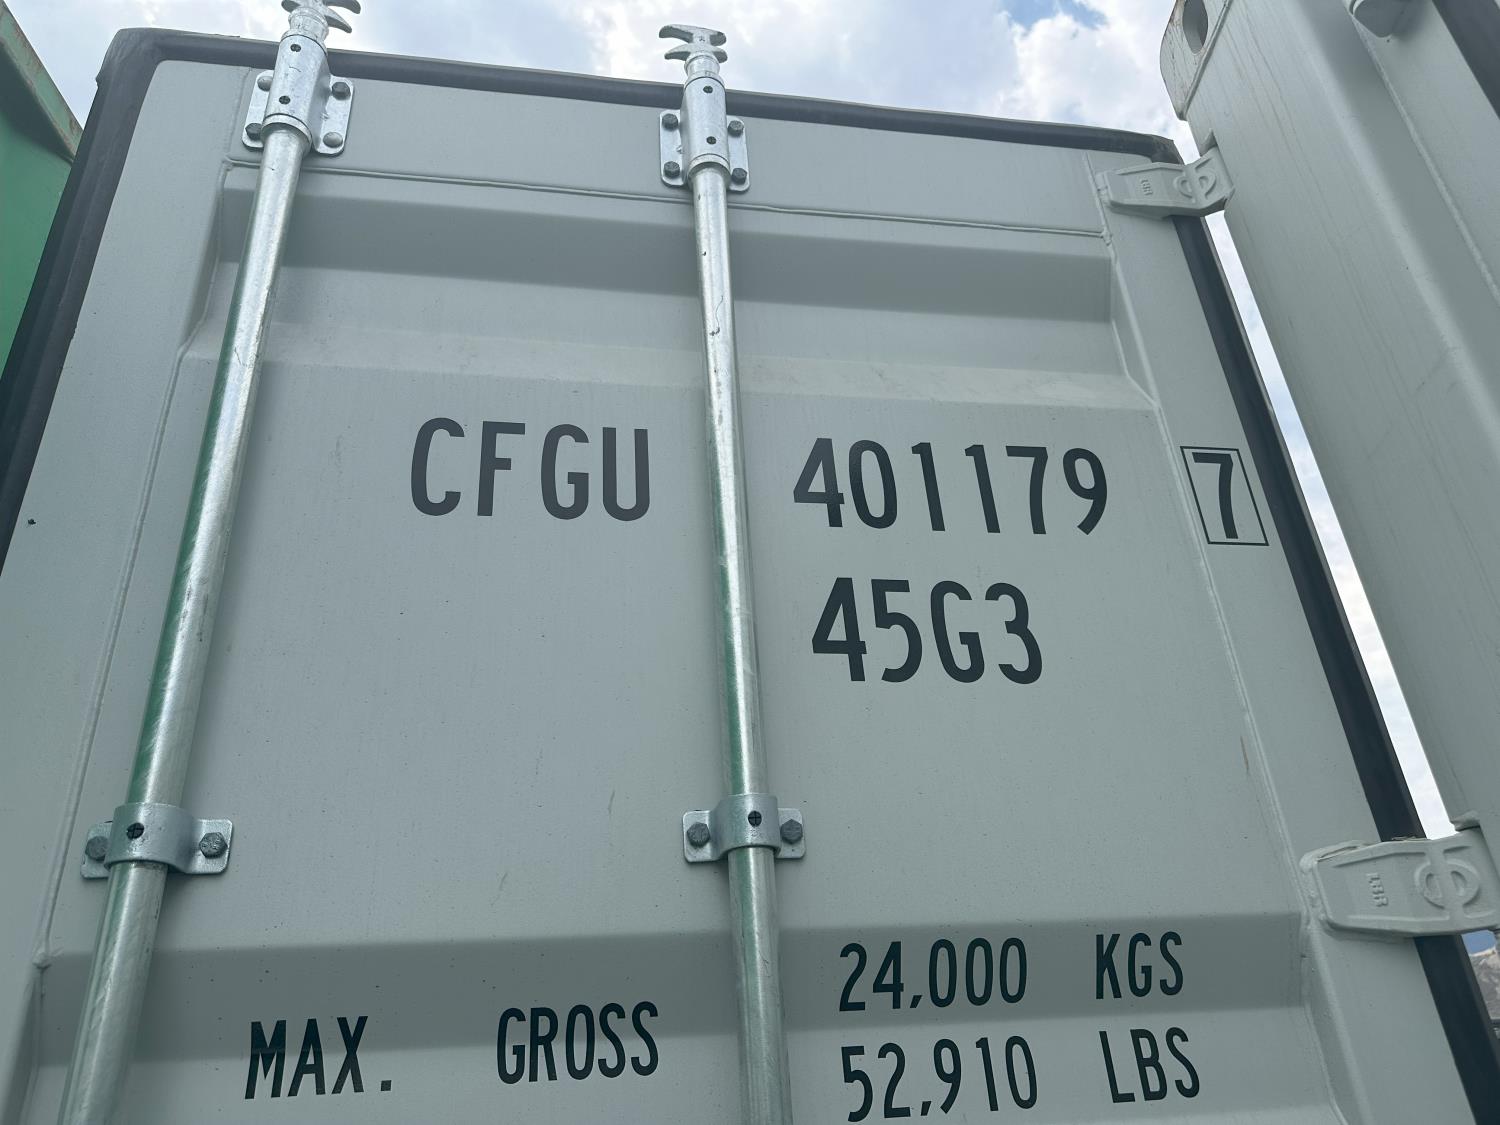 CFGU 401179 7
45G3
MAX. GROSS 24,000 KGS
52,910 LBS